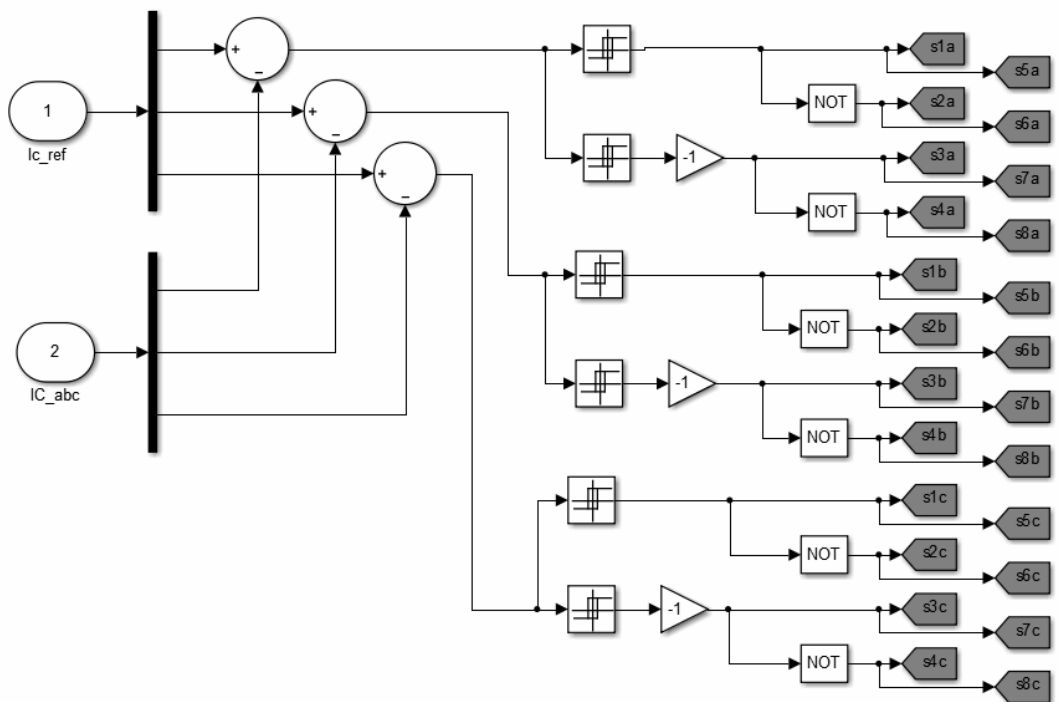 1
Ic_ref
2
IC_abc
+
−
+
−
+
−
s1a
s5a
NOT
s2a
s6a
-1
s3a
s7a
NOT
s4a
s8a
s1b
s5b
NOT
s2b
s6b
-1
s3b
s7b
NOT
s4b
s8b
s1c
s5c
NOT
s2c
s6c
-1
s3c
s7c
NOT
s4c
s8c